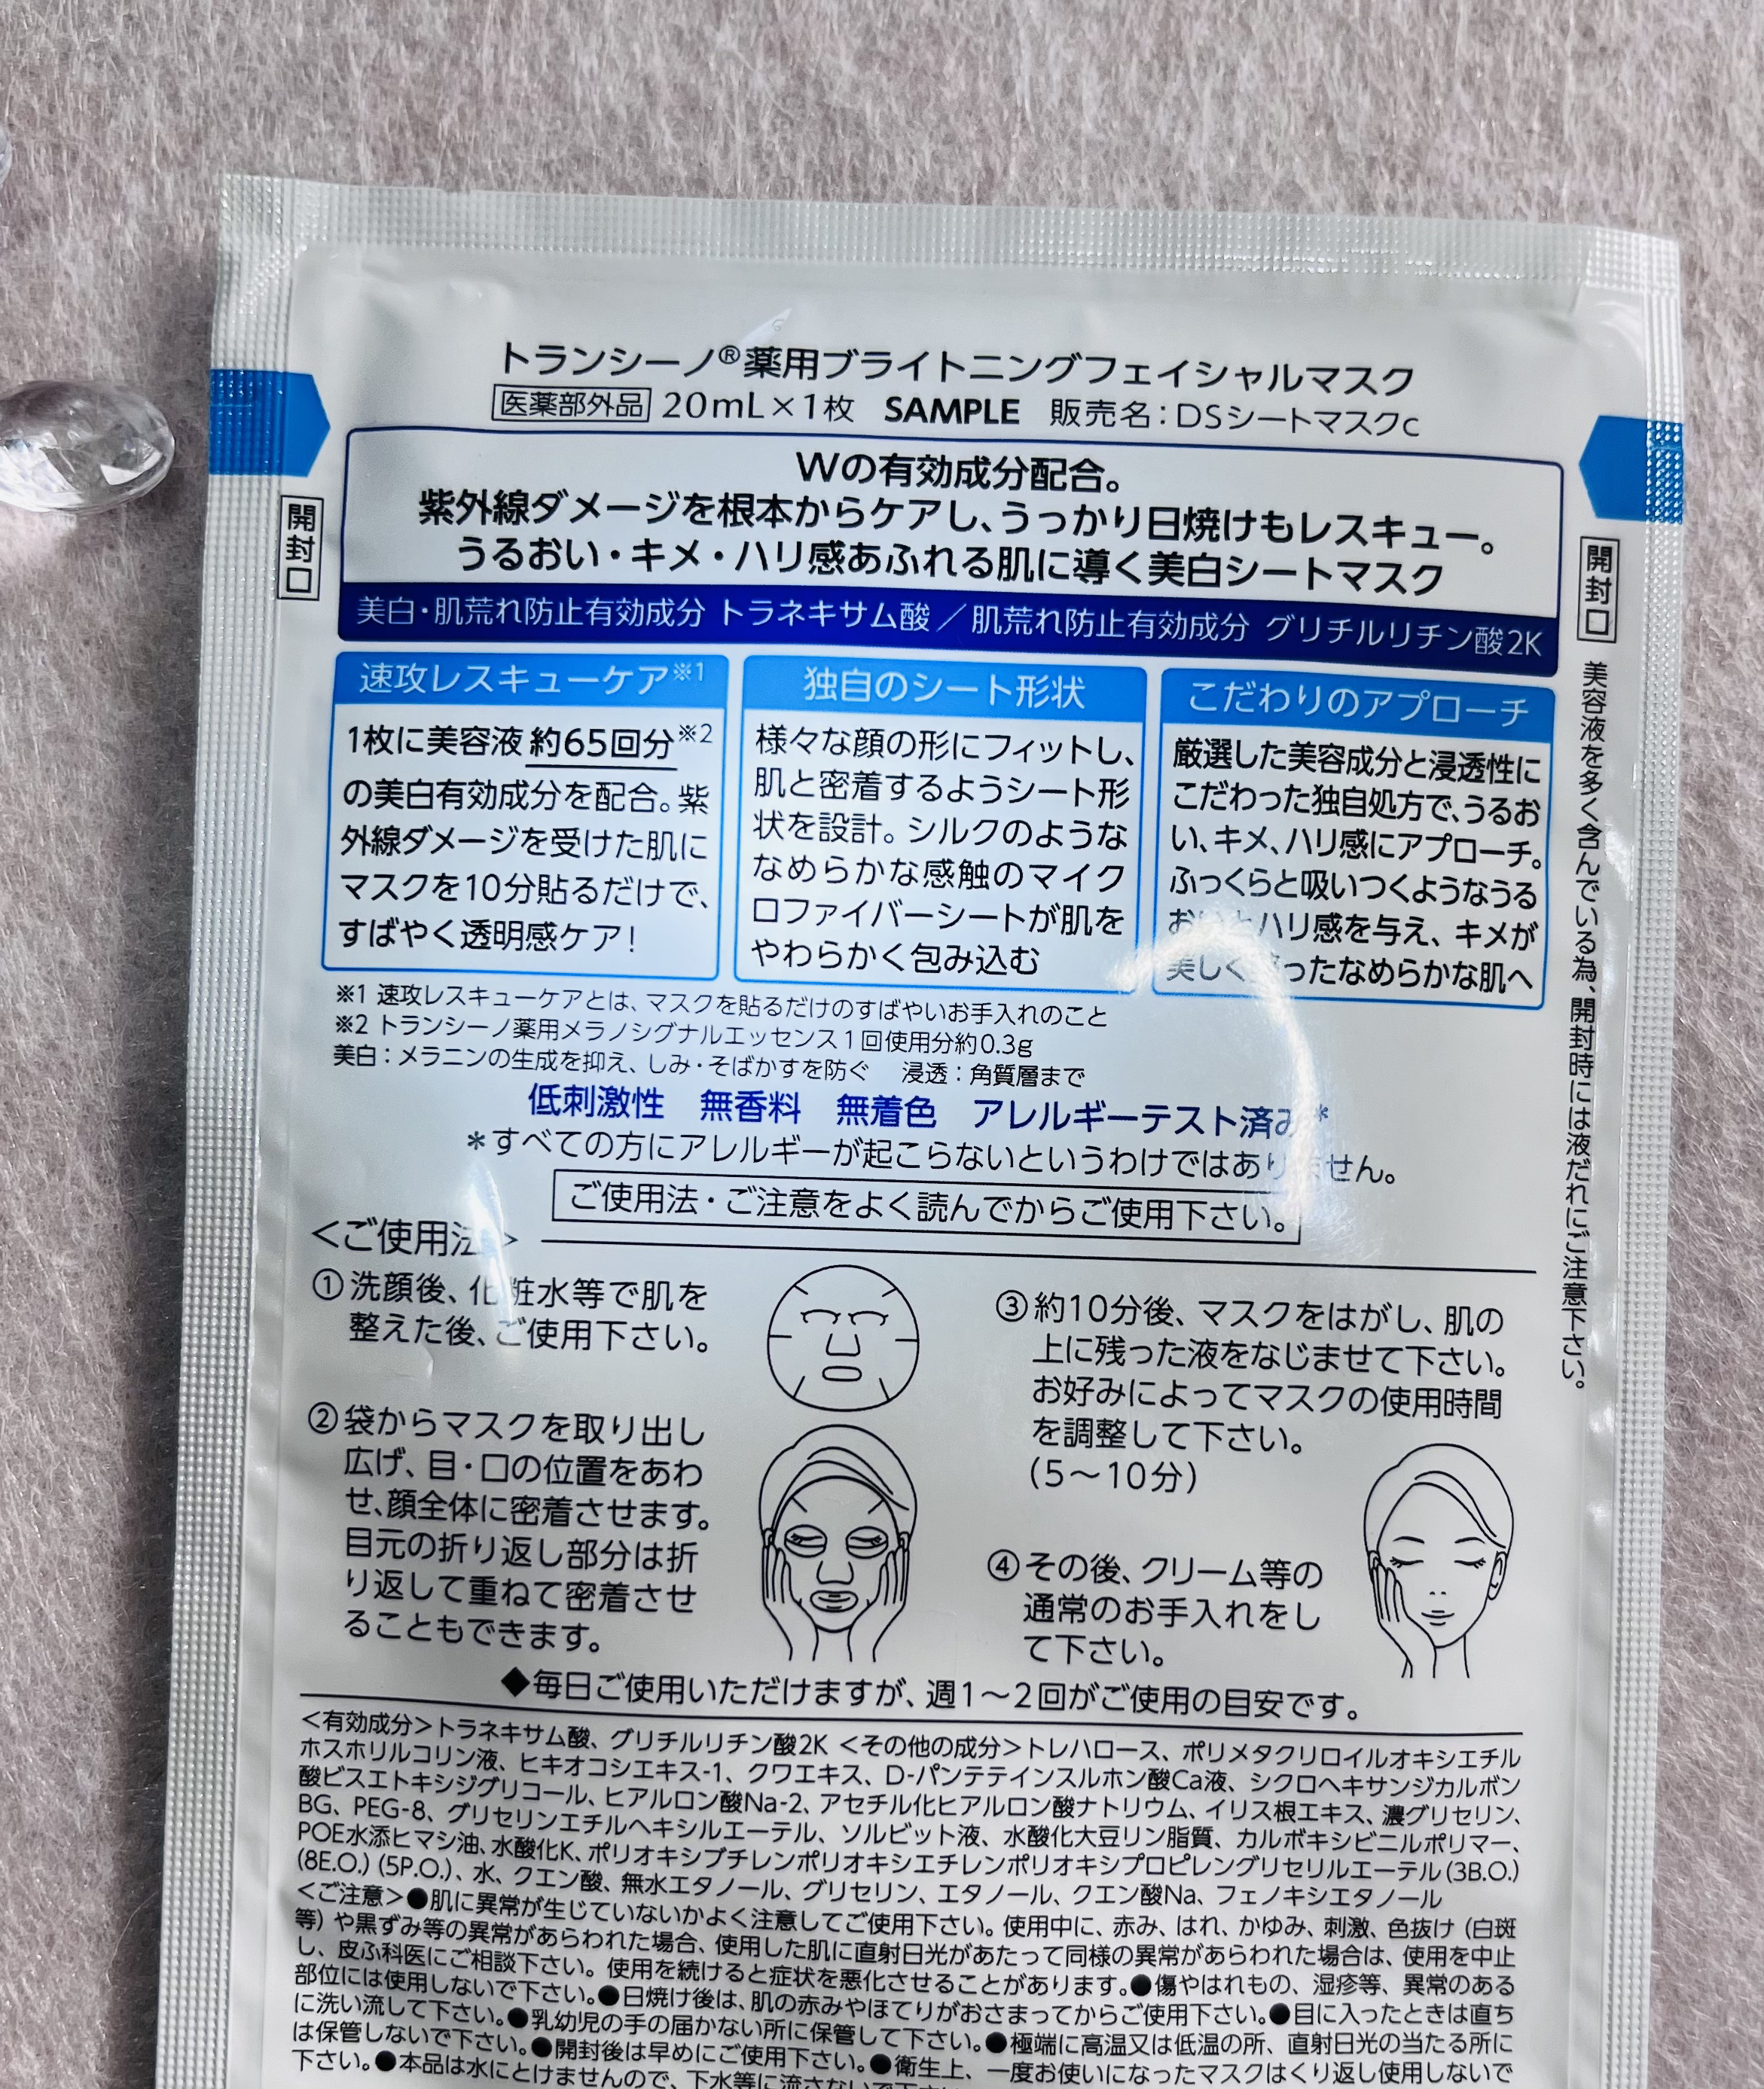 トランシーノ®薬用ブライトニングフェイシャルマスク
医薬部外品 20mL×1枚 SAMPLE 販売名：DSシートマスクc
Wの有効成分配合。
紫外線ダメージを根本からケアし、うっかり日焼けもレスキュー。
うるおい・キメ・ハリ感あふれる肌に導く美白シートマスク
美白・肌荒れ防止有効成分 トラネキサム酸／肌荒れ防止有効成分 グリチルリチン酸2K
開封口
開封口
美容液を多く含んでいる為、開封時には液だれにご注意下さい。
速攻レスキューケア※1
1枚に美容液約65回分※2
の美白有効成分を配合。紫
外線ダメージを受けた肌に
マスクを10分貼るだけで、
すばやく透明感ケア！
独自のシート形状
様々な顔の形にフィットし、
肌と密着するようシート形
状を設計。シルクのような
なめらかな感触のマイク
ロファイバーシートが肌を
やわらかく包み込む
こだわりのアプローチ
厳選した美容成分と浸透性に
こだわった独自処方で、うるお
い、キメ、ハリ感にアプローチ。
ふっくらと吸いつくようなうる
おいとハリ感を与え、キメが
美しく整ったなめらかな肌へ
※1 速攻レスキューケアとは、マスクを貼るだけのすばやいお手入れのこと
※2 トランシーノ薬用メラノシグナルエッセンス1回使用分約0.3g
美白：メラニンの生成を抑え、しみ・そばかすを防ぐ 浸透：角質層まで
低刺激性 無香料 無着色 アレルギーテスト済み*
*すべての方にアレルギーが起こらないというわけではありません。
ご使用法・ご注意をよく読んでからご使用下さい。
＜ご使用法＞
①洗顔後、化粧水等で肌を
整えた後、ご使用下さい。
②袋からマスクを取り出し
広げ、目・口の位置をあわ
せ、顔全体に密着させます。
目元の折り返し部分は折
り返して重ねて密着させ
ることもできます。
③約10分後、マスクをはがし、肌の
上に残った液をなじませて下さい。
お好みによってマスクの使用時間
を調整して下さい。
（5～10分）
④その後、クリーム等の
通常のお手入れをし
て下さい。
◆毎日ご使用いただけますが、週1～2回がご使用の目安です。
＜有効成分＞トラネキサム酸、グリチルリチン酸2K ＜その他の成分＞トレハロース、ポリメタクリロイルオキシエチル
ホスホリルコリン液、ヒキオコシエキス-1、クワエキス、D-パンテテインスルホン酸Ca液、シクロヘキサンジカルボン
酸ビスエトキシジグリコール、ヒアルロン酸Na-2、アセチル化ヒアルロン酸ナトリウム、イリス根エキス、濃グリセリン、
BG、PEG-8、グリセリンエチルヘキシルエーテル、ソルビット液、水酸化大豆リン脂質、カルボキシビニルポリマー、
POE水添ヒマシ油、水酸化K、ポリオキシブチレンポリオキシエチレンポリオキシプロピレングリセリルエーテル(3B.O.)
(8E.O.)(5P.O.)、水、クエン酸、無水エタノール、グリセリン、エタノール、クエン酸Na、フェノキシエタノール
＜ご注意＞●肌に異常が生じていないかよく注意してご使用下さい。使用中に、赤み、はれ、かゆみ、刺激、色抜け（白斑
等）や黒ずみ等の異常があらわれた場合、使用した肌に直射日光があたって同様の異常があらわれた場合は、使用を中止
し、皮ふ科医にご相談下さい。使用を続けると症状を悪化させることがあります。●傷やはれもの、湿疹等、異常のある
部位には使用しないで下さい。●日焼け後は、肌の赤みやほてりがおさまってからご使用下さい。●目に入ったときは直ち
に洗い流して下さい。●乳幼児の手の届かない所に保管して下さい。●極端に高温又は低温の所、直射日光の当たる所に
は保管しないで下さい。●開封後は早めにご使用下さい。●衛生上、一度お使いになったマスクはくり返し使用しないで
下さい。●本品は水にとけませんので、下水等に流さないで